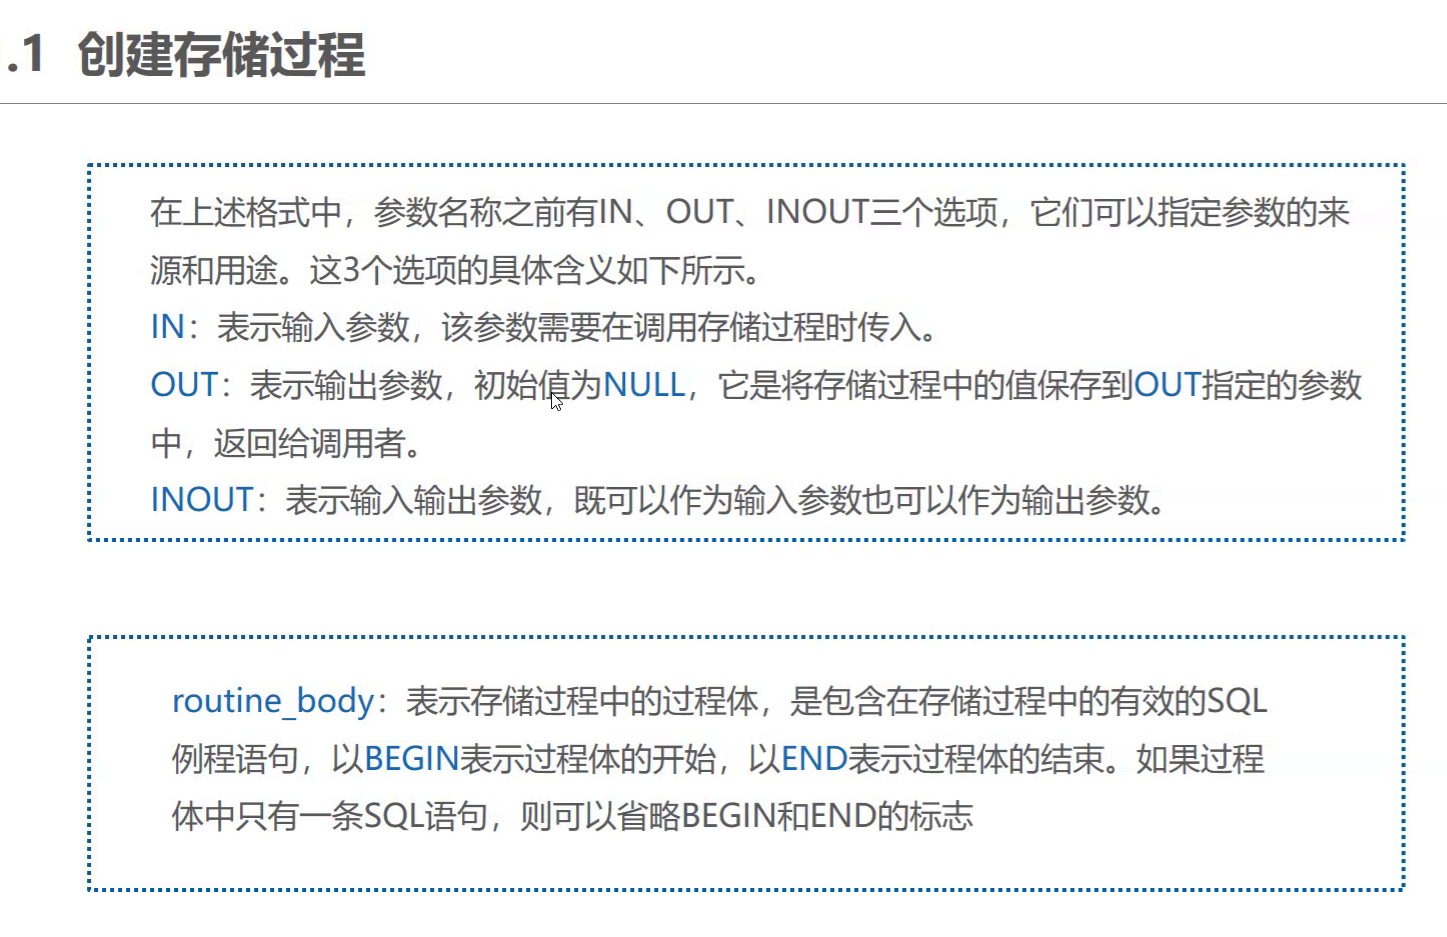 .1 创建存储过程
在上述格式中，参数名称之前有IN、OUT、INOUT三个选项，它们可以指定参数的来
源和用途。这3个选项的具体含义如下所示。
IN：表示输入参数，该参数需要在调用存储过程时传入。
OUT：表示输出参数，初始值为NULL，它是将存储过程中的值保存到OUT指定的参数
中，返回给调用者。
INOUT：表示输入输出参数，既可以作为输入参数也可以作为输出参数。
routine_body：表示存储过程中的过程体，是包含在存储过程中的有效的SQL
例程语句，以BEGIN表示过程体的开始，以END表示过程体的结束。如果过程
体中只有一条SQL语句，则可以省略BEGIN和END的标志